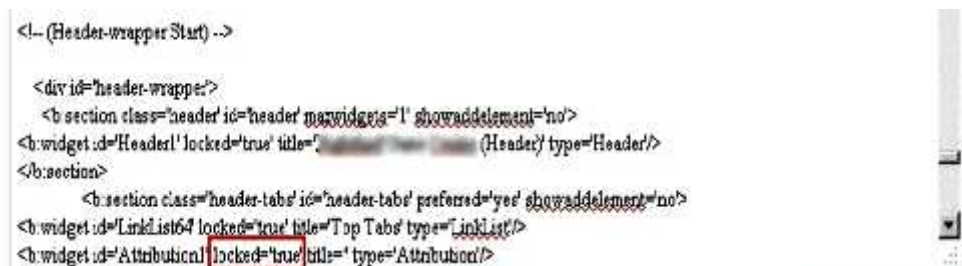 <!-- (Header-wrapper Start) -->
<div id='header-wrapper'>
<b section class='header' id='header' maxwidgets='1' showaddelement='no'>
<b:widget id='Header1' locked='true' title=' (Header)' type='Header'/>
</b:section>
<b:section class='header-tabs' id='header-tabs' preferred='yes' showaddelement='no'>
<b:widget id='LinkList64' locked='true' title='Top Tabs' type='LinkList'/>
<b:widget id='Attribution1' locked='true' title='' type='Attribution'/>